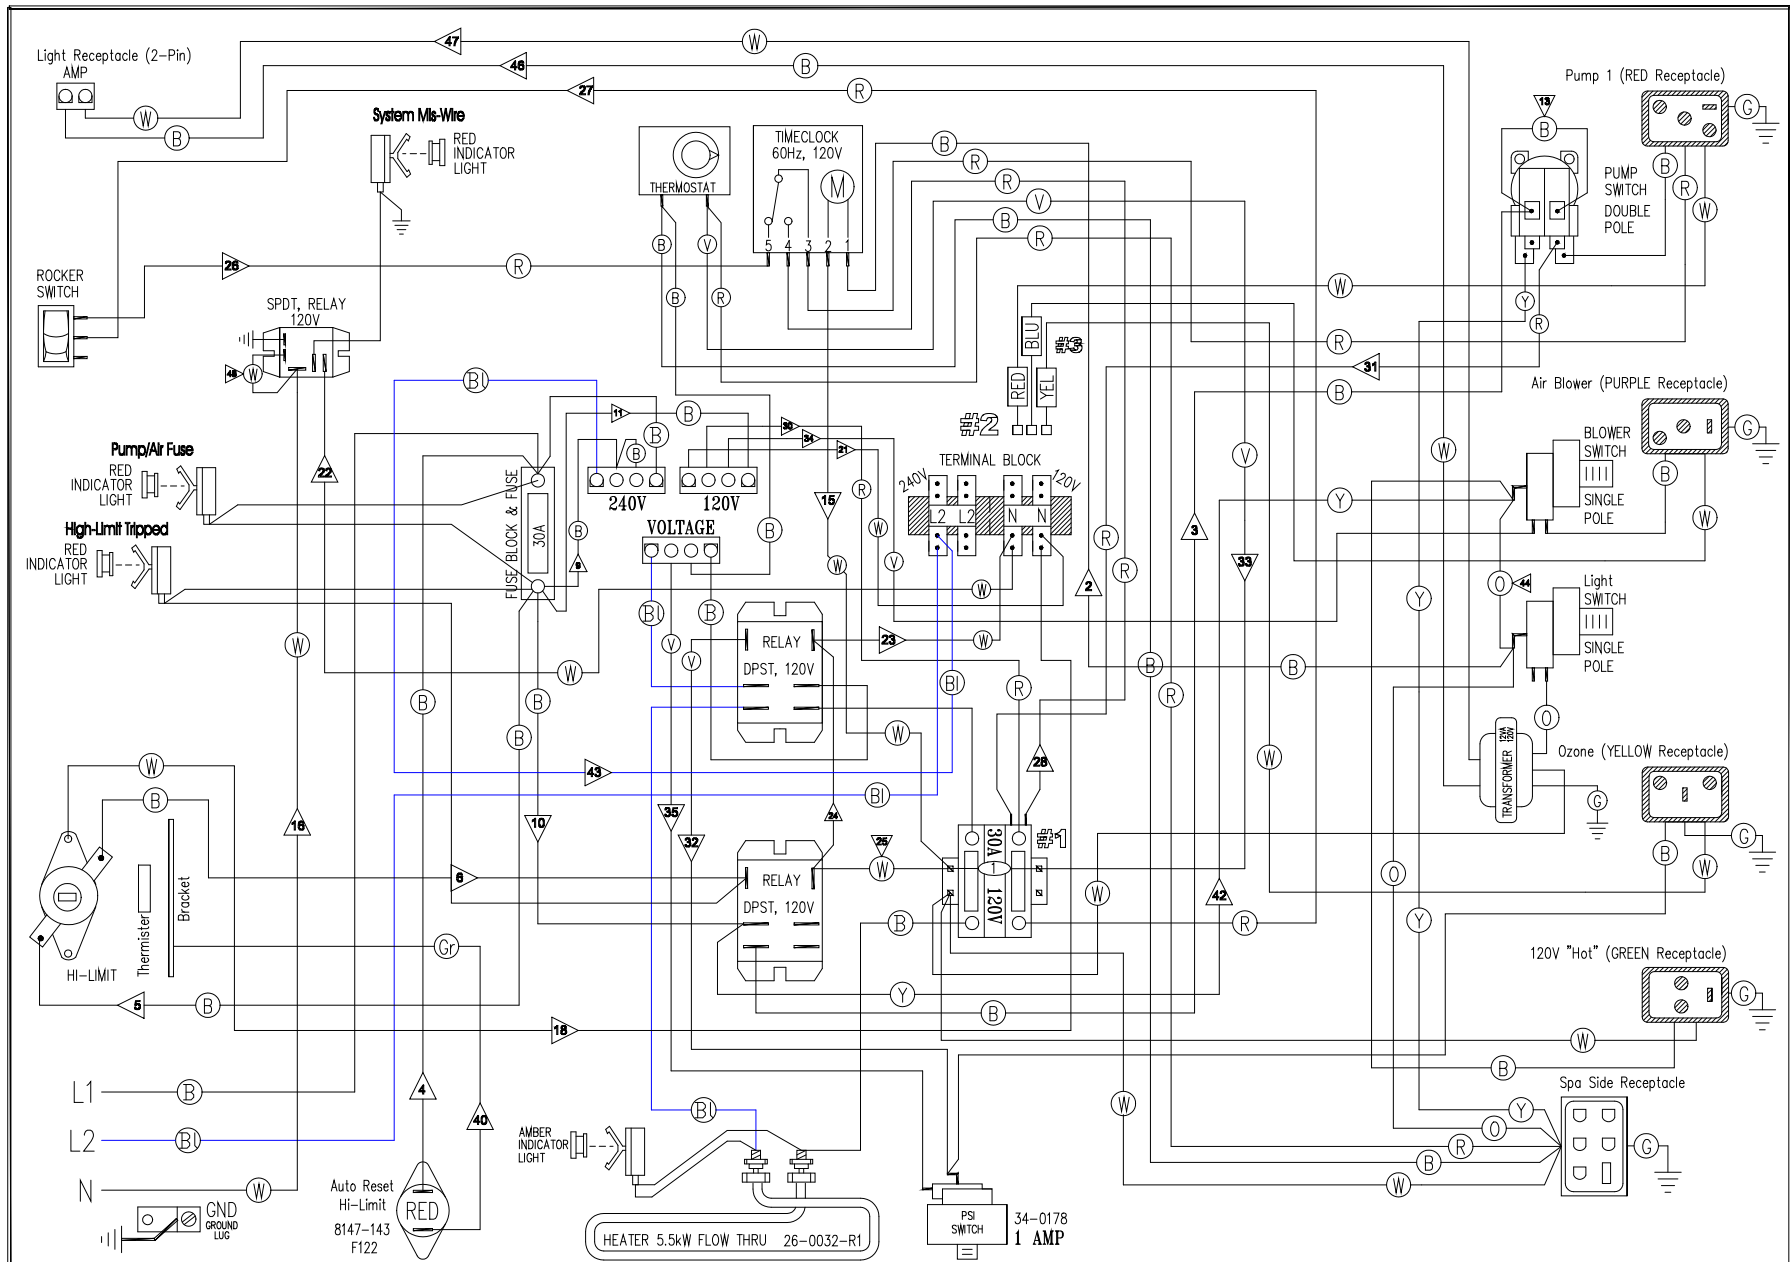 47
W
Light Receptacle (2-Pin)
AMP
46
B
27
R
W
B
System Mis-Wire
RED
INDICATOR
LIGHT
THERMOSTAT
TIMECLOCK
60Hz, 120V
M
5 4 3 2 1
B
R
R
V
B
R
B
V
B
R
13
B
PUMP
SWITCH
DOUBLE
POLE
Pump 1 (RED Receptacle)
G
B
R
W
Y
R
W
R
31
B
ROCKER
SWITCH
26
R
SPDT, RELAY
120V
W
22
Bl
11
B
B
B
30
34
21
15
#2
#3
RED
BLU
YEL
Air Blower (PURPLE Receptacle)
G
B
W
BLOWER
SWITCH
SINGLE
POLE
Pump/Air Fuse
RED
INDICATOR
LIGHT
High-Limit Tripped
RED
INDICATOR
LIGHT
FUSE BLOCK & FUSE
30A
B
9
240V
120V
VOLTAGE
TERMINAL BLOCK
240V
120V
L2 L2 N N
R
W
V
W
B
R
R
2
3
33
V
W
Y
Y
O
44
Light
SWITCH
SINGLE
POLE
W
W
B
B
B
Bl
V
V
B
RELAY
DPST, 120V
23
W
W
Bl
R
B
R
B
W
O
TRANSFORMER
12VA
120V
G
Ozone (YELLOW Receptacle)
G
B
W
W
B
16
43
Bl
10
35
32
24
W
28
#1
30A
1
120V
HI-LIMIT
Thermister
Bracket
6
RELAY
DPST, 120V
25
W
B
W
42
R
O
Y
Gr
5
B
18
Y
B
120V "Hot" (GREEN Receptacle)
G
W
B
L1
B
L2
Bl
N
W
GND
GROUND
LUG
4
40
Auto Reset
Hi-Limit
8147-143
F122
RED
AMBER
INDICATOR
LIGHT
Bl
HEATER 5.5kW FLOW THRU 26-0032-R1
PSI
SWITCH
34-0178
1 AMP
W
Spa Side Receptacle
Y
O
R
B
W
G